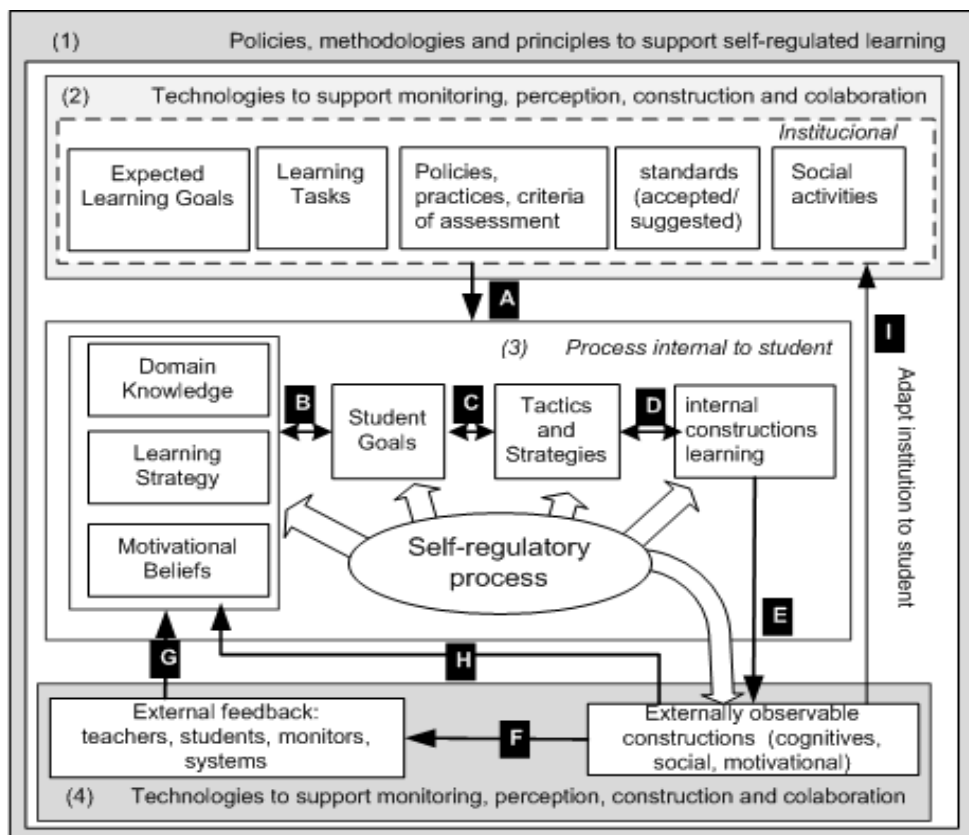 (1) Policies, methodologies and principles to support self-regulated learning
(2) Technologies to support monitoring, perception, construction and colaboration
Institucional
Expected
Learning Goals
Learning
Tasks
Policies,
practices, criteria
of assessment
standards
(accepted/
suggested)
Social
activities
A
I
Adapt institution to student
(3) Process internal to student
Domain
Knowledge
Learning
Strategy
Motivational
Beliefs
B
Student
Goals
C
Tactics
and
Strategies
D
internal
constructions
learning
Self-regulatory
process
E
G
H
External feedback:
teachers, students, monitors,
systems
F
Externally observable
constructions (cognitives,
social, motivational)
(4) Technologies to support monitoring, perception, construction and colaboration